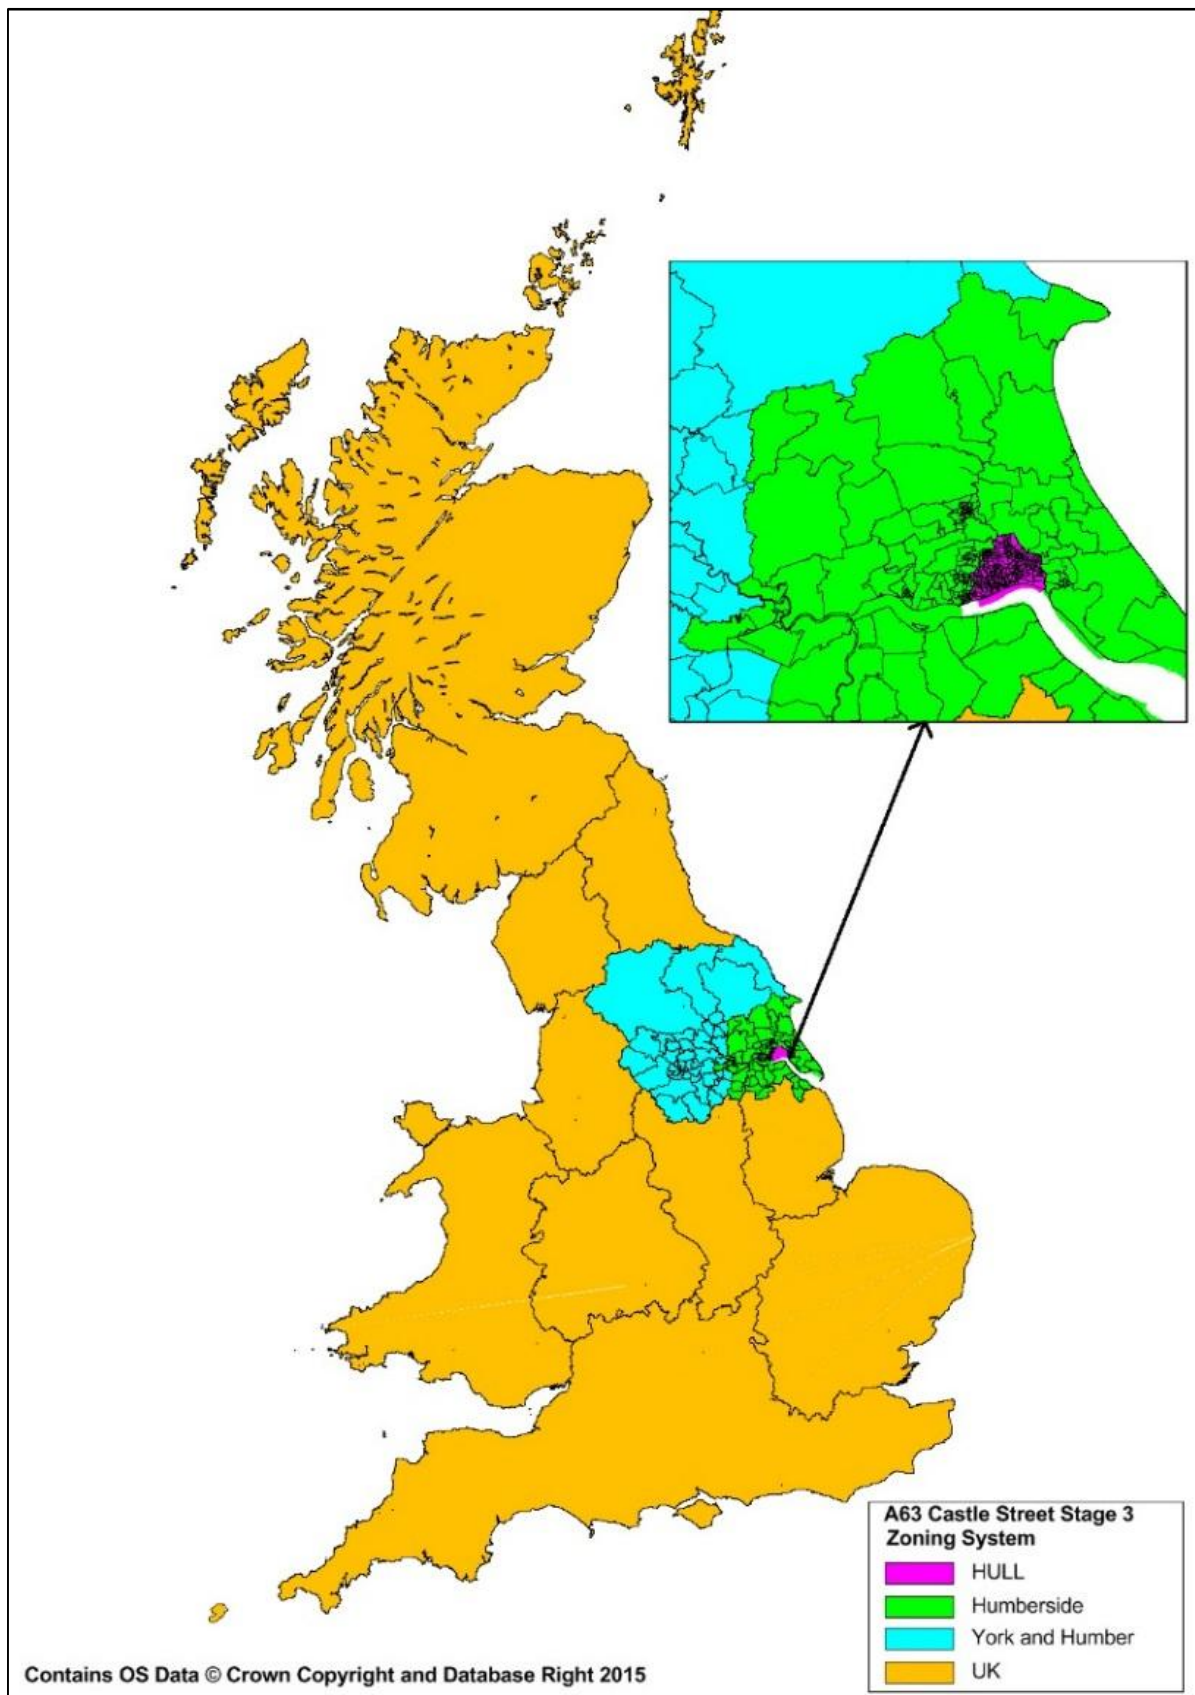 A63 Castle Street Stage 3
Zoning System
HULL
Humberside
York and Humber
UK
Contains OS Data © Crown Copyright and Database Right 2015